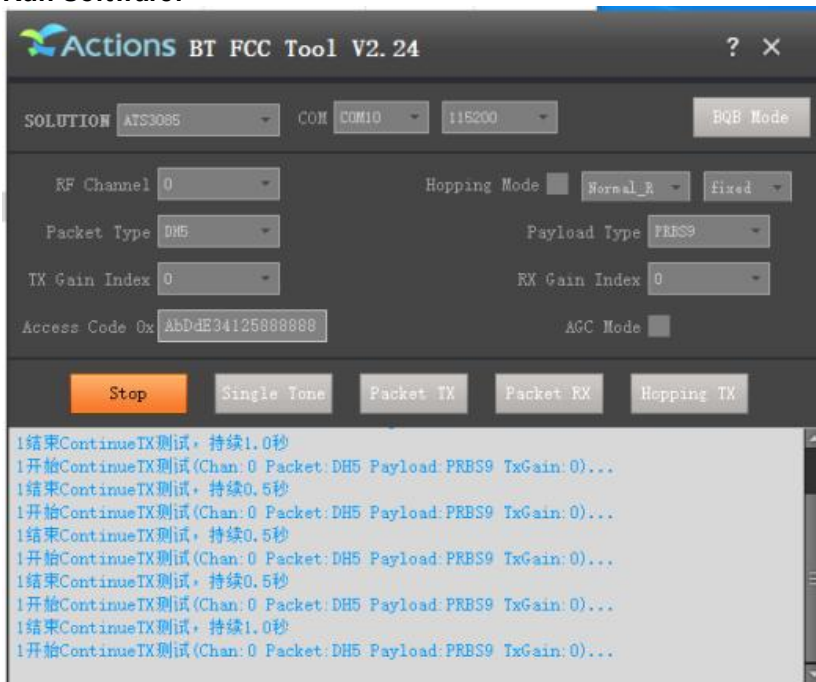 Run Software:
Actions BT FCC Tool V2.24 ? ×
SOLUTION ATS3085 COM COM10 115200 BQB Mode
RF Channel 0 Hopping Mode Normal_R fixed
Packet Type DH5 Payload Type PRBS9
TX Gain Index 0 RX Gain Index 0
Access Code 0x AbDdE34125888888 AGC Mode
Stop Single Tone Packet TX Packet RX Hopping TX
1结束ContinueTX测试，持续1.0秒
1开始ContinueTX测试(Chan:0 Packet:DH5 Payload:PRBS9 TxGain:0)...
1结束ContinueTX测试，持续0.5秒
1开始ContinueTX测试(Chan:0 Packet:DH5 Payload:PRBS9 TxGain:0)...
1结束ContinueTX测试，持续0.5秒
1开始ContinueTX测试(Chan:0 Packet:DH5 Payload:PRBS9 TxGain:0)...
1结束ContinueTX测试，持续0.5秒
1开始ContinueTX测试(Chan:0 Packet:DH5 Payload:PRBS9 TxGain:0)...
1结束ContinueTX测试，持续1.0秒
1开始ContinueTX测试(Chan:0 Packet:DH5 Payload:PRBS9 TxGain:0)...